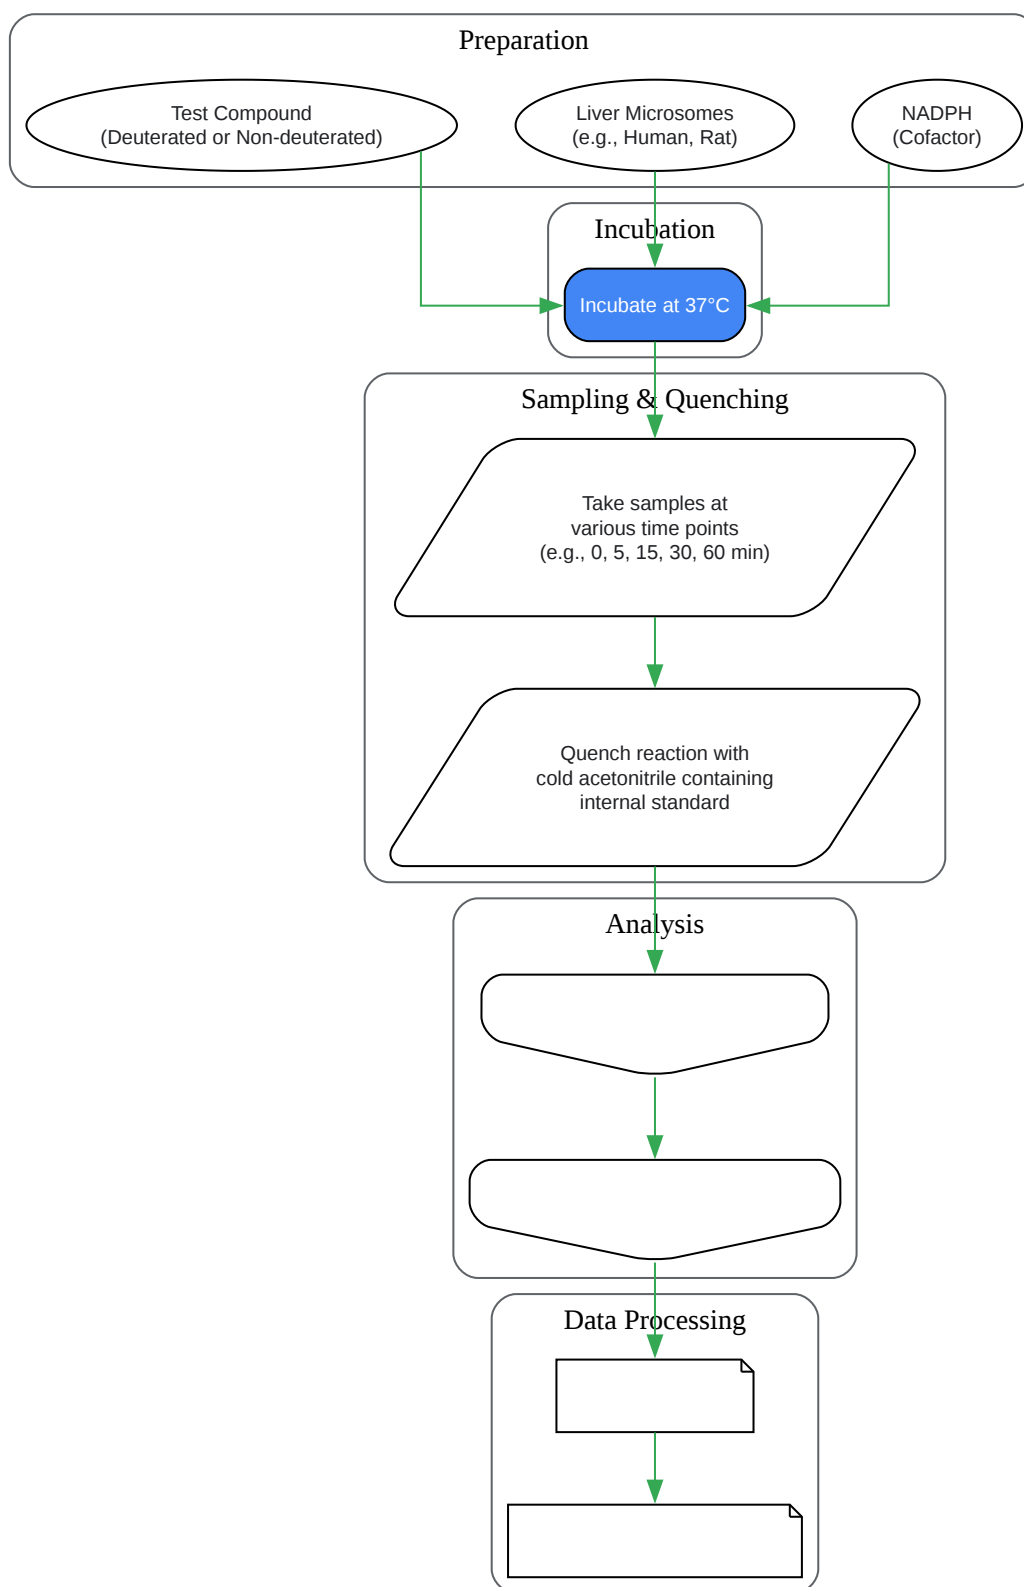 Preparation
Test Compound
(Deuterated or Non-deuterated)
Liver Microsomes
(e.g., Human, Rat)
NADPH
(Cofactor)
Incubation
Incubate at 37°C
Sampling & Quenching
Take samples at
various time points
(e.g., 0, 5, 15, 30, 60 min)
Quench reaction with
cold acetonitrile containing
internal standard
Analysis
Data Processing